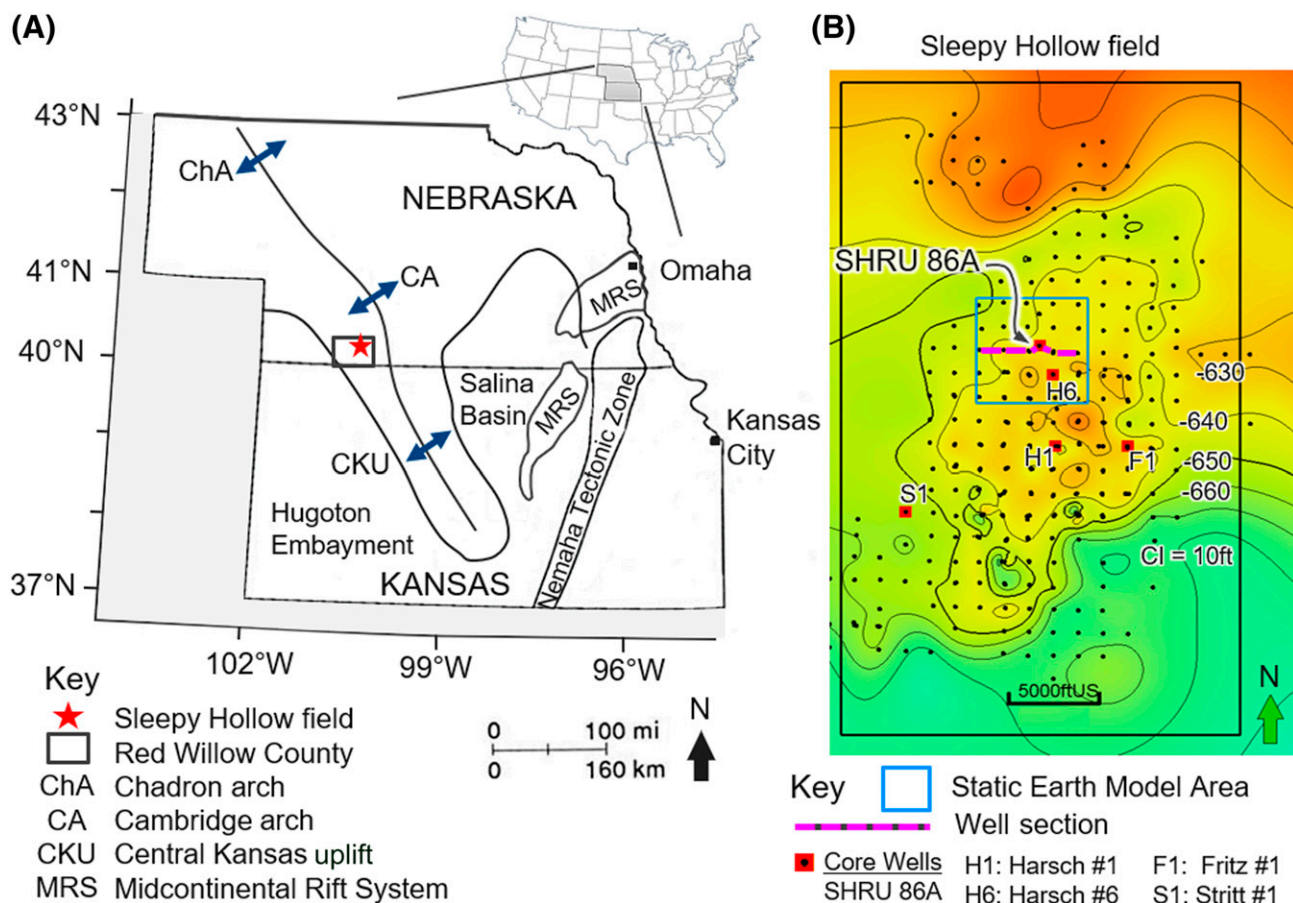 (A)
43°N
ChA
NEBRASKA
41°N
CA
Omaha
MRS
40°N
Salina
Basin
MRS
Nemaha Tectonic Zone
Kansas
City
CKU
Hugoton
Embayment
KANSAS
37°N
102°W
99°W
96°W
Key
Sleepy Hollow field
Red Willow County
ChA Chadron arch
CA Cambridge arch
CKU Central Kansas uplift
MRS Midcontinental Rift System
0 100 mi
0 160 km
N
(B)
Sleepy Hollow field
SHRU 86A
H6
-630
-640
H1
F1
-650
-660
S1
CI = 10ft
5000ftUS
N
Key
Static Earth Model Area
Well section
Core Wells H1: Harsch #1 F1: Fritz #1
SHRU 86A H6: Harsch #6 S1: Stritt #1